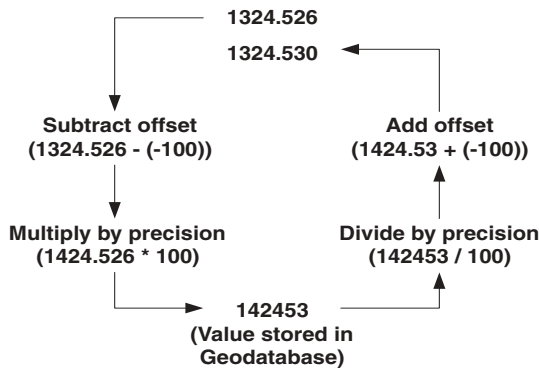 1324.526
1324.530
Subtract offset
(1324.526 - (-100))
Add offset
(1424.53 + (-100))
Multiply by precision
(1424.526 * 100)
Divide by precision
(142453 / 100)
142453
(Value stored in
Geodatabase)